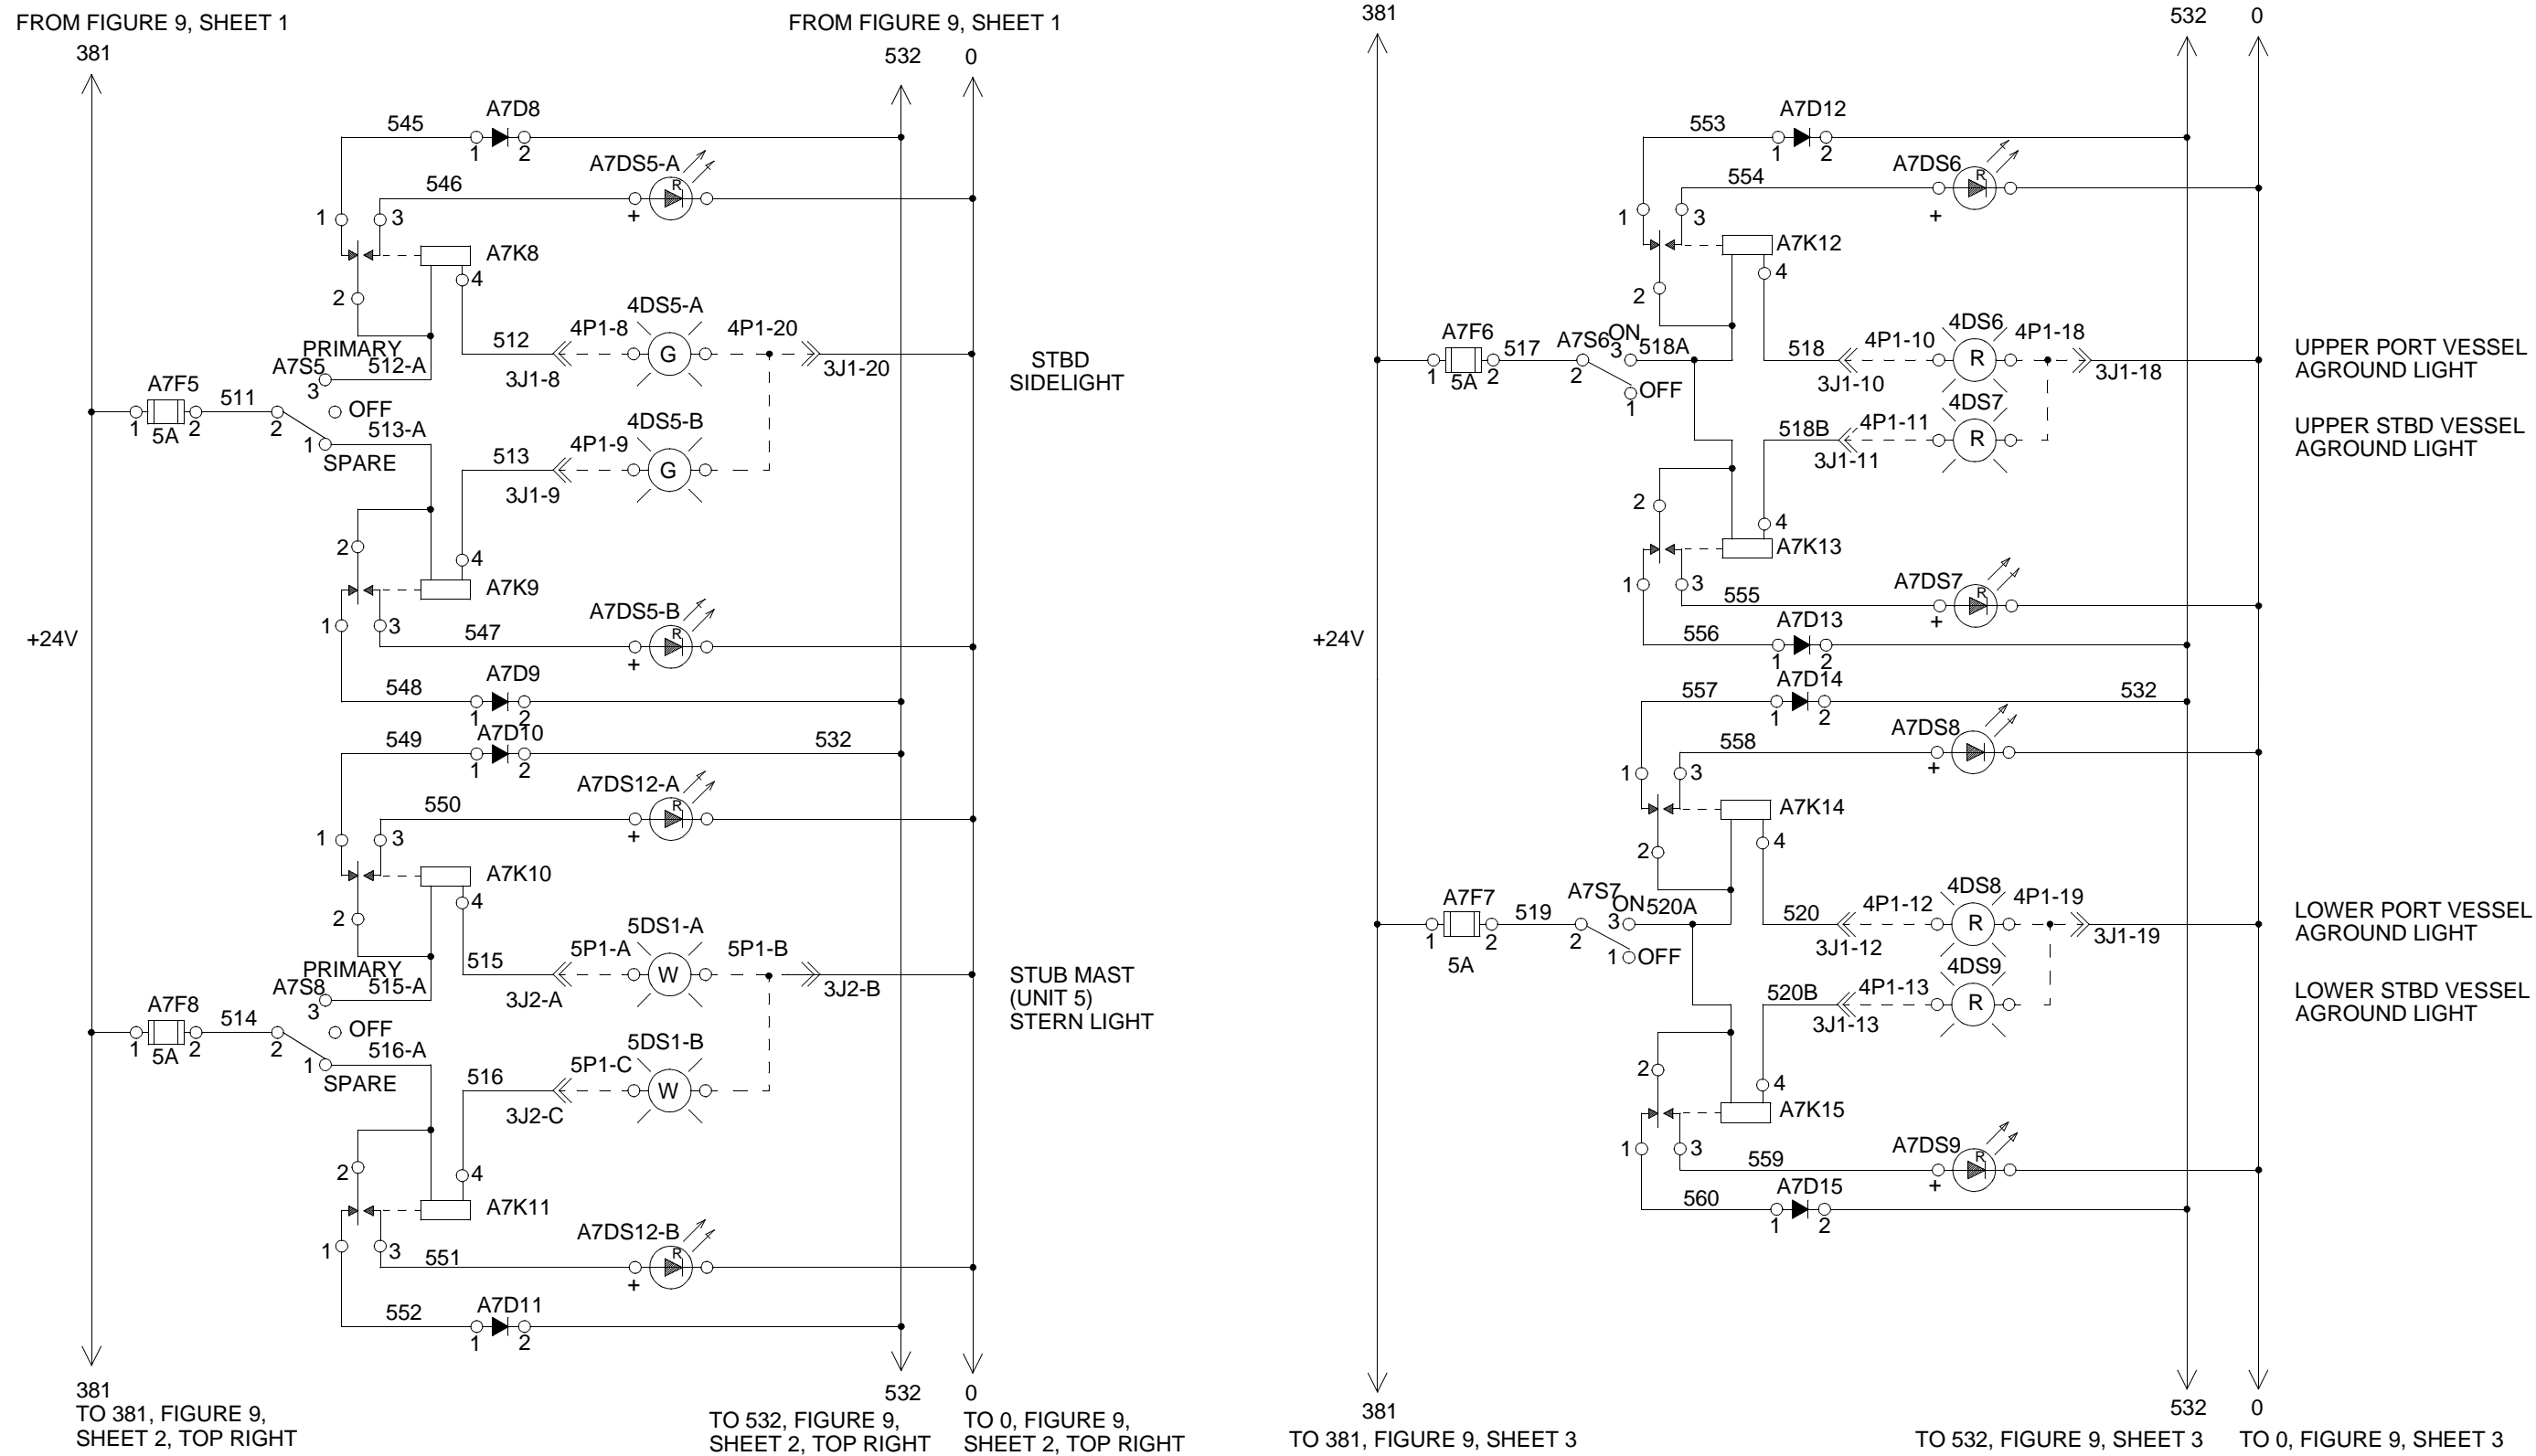 FROM FIGURE 9, SHEET 1
FROM FIGURE 9, SHEET 1
381
532
0
545
A7D8
1
2
A7DS5-A
R
546
+
1
3
A7K8
4
2
4DS5-A
4P1-8
4P1-20
512
G
3J1-8
3J1-20
STBD
SIDELIGHT
PRIMARY
A7S5
512-A
3
A7F5
511
OFF
1
5A
2
2
513-A
1
SPARE
4DS5-B
4P1-9
513
G
3J1-9
2
4
A7K9
1
3
A7DS5-B
R
547
+
+24V
548
A7D9
1
2
549
A7D10
532
1
2
A7DS12-A
R
550
+
1
3
A7K10
4
2
5DS1-A
5P1-A
5P1-B
515
W
3J2-A
3J2-B
STUB MAST
(UNIT 5)
STERN LIGHT
PRIMARY
A7S8
515-A
3
A7F8
514
OFF
1
5A
2
2
516-A
1
SPARE
5DS1-B
5P1-C
516
W
3J2-C
2
4
A7K11
1
3
A7DS12-B
R
551
+
552
A7D11
1
2
381
TO 381, FIGURE 9,
SHEET 2, TOP RIGHT
532
TO 532, FIGURE 9,
SHEET 2, TOP RIGHT
0
TO 0, FIGURE 9,
SHEET 2, TOP RIGHT
381
532
0
553
A7D12
1
2
A7DS6
R
554
+
1
3
A7K12
4
2
A7F6
517
A7S6
ON
3
518A
1
5A
2
2
OFF
1
4DS6
4P1-10
4P1-18
518
R
3J1-10
3J1-18
UPPER PORT VESSEL
AGROUND LIGHT
4DS7
4P1-11
518B
R
3J1-11
UPPER STBD VESSEL
AGROUND LIGHT
2
4
A7K13
1
3
A7DS7
R
555
+
+24V
556
A7D13
1
2
557
A7D14
532
1
2
A7DS8
558
+
1
3
A7K14
4
2
A7F7
519
A7S7
ON
3
520A
1
5A
2
2
1
OFF
4DS8
4P1-12
4P1-19
520
R
3J1-12
3J1-19
LOWER PORT VESSEL
AGROUND LIGHT
4DS9
4P1-13
520B
R
3J1-13
LOWER STBD VESSEL
AGROUND LIGHT
2
4
A7K15
1
3
A7DS9
R
559
+
560
A7D15
1
2
381
TO 381, FIGURE 9, SHEET 3
532
TO 532, FIGURE 9, SHEET 3
0
TO 0, FIGURE 9, SHEET 3